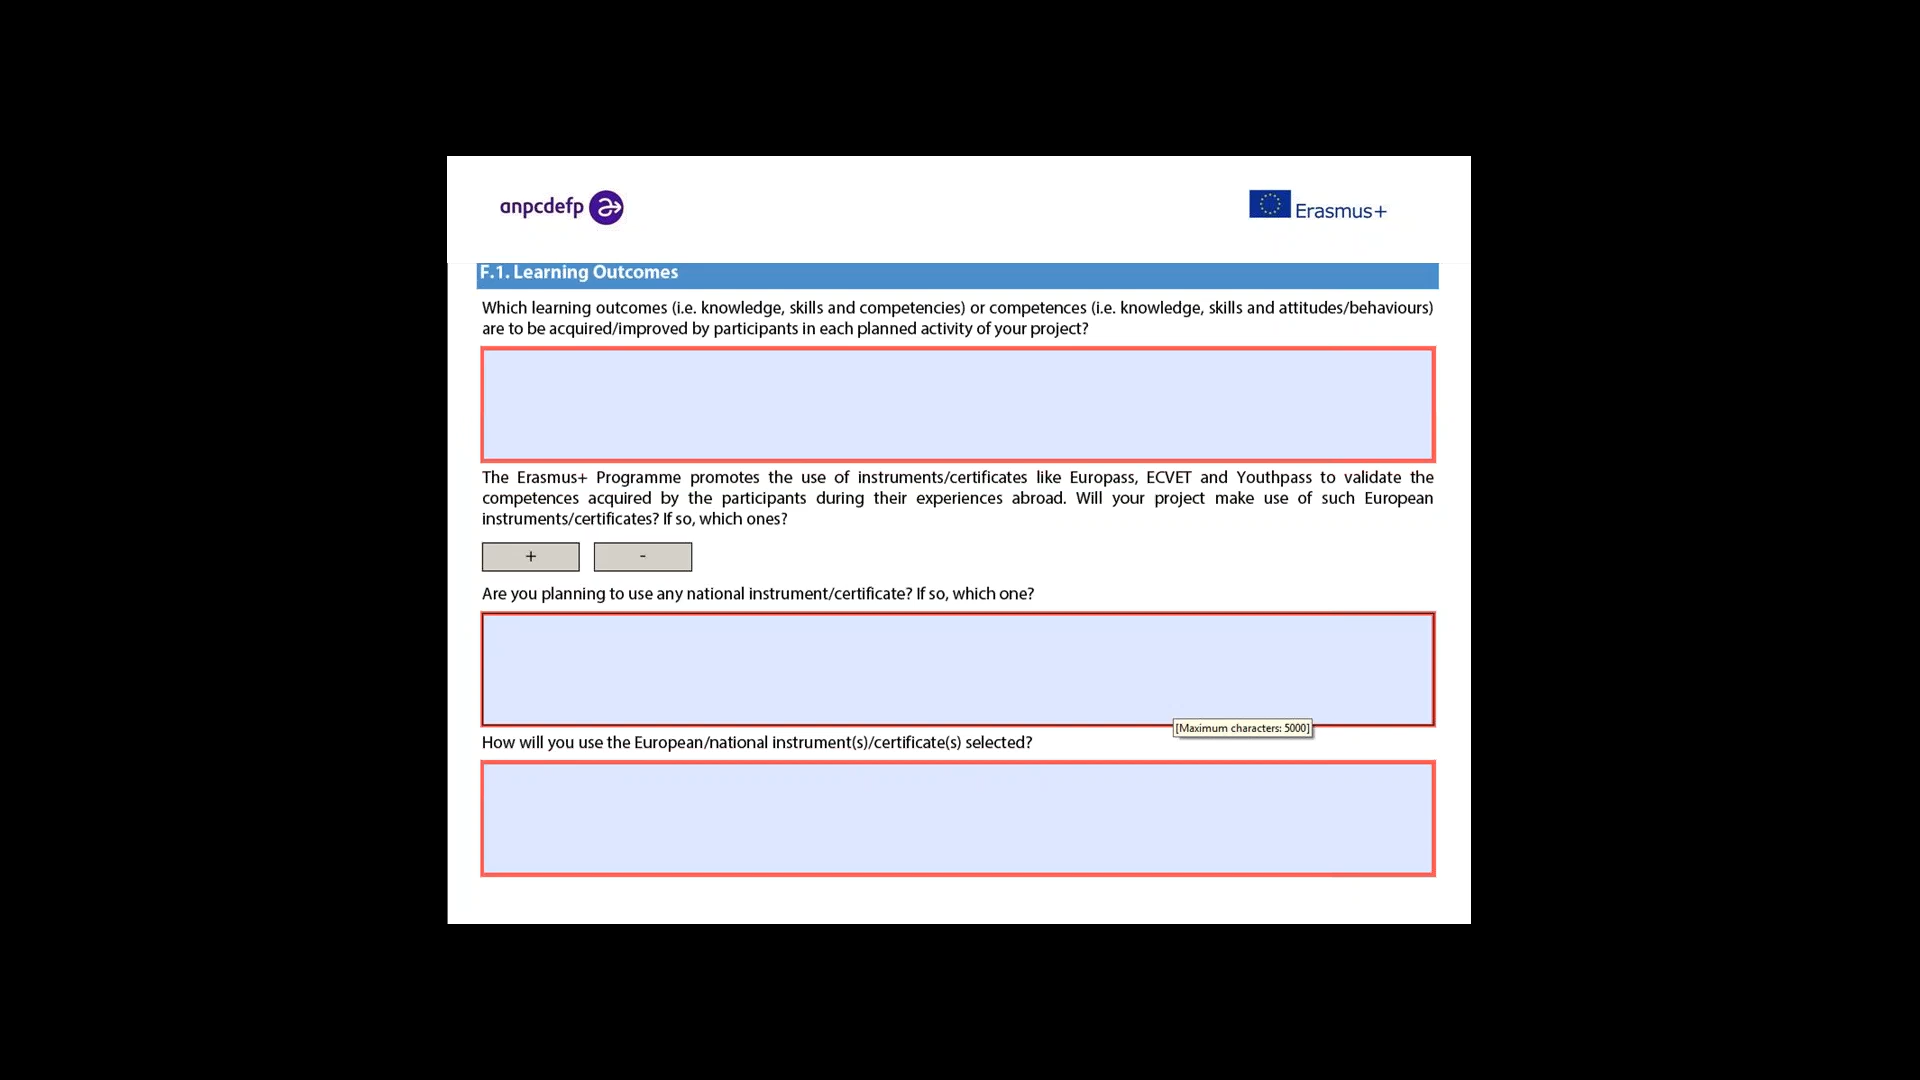 anpcdefp
Erasmus+
F.1. Learning Outcomes
Which learning outcomes (i.e. knowledge, skills and competencies) or competences (i.e. knowledge, skills and attitudes/behaviours)
are to be acquired/improved by participants in each planned activity of your project?
The Erasmus+ Programme promotes the use of instruments/certificates like Europass, ECVET and Youthpass to validate the
competences acquired by the participants during their experiences abroad. Will your project make use of such European
instruments/certificates? If so, which ones?
+ -
Are you planning to use any national instrument/certificate? If so, which one?
[Maximum characters: 5000]
How will you use the European/national instrument(s)/certificate(s) selected?